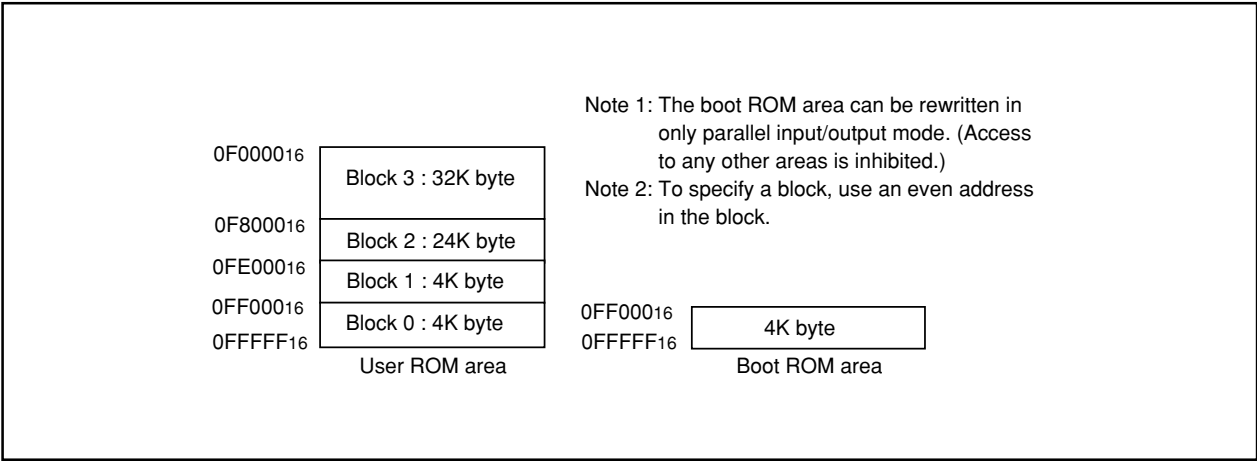 Note 1: The boot ROM area can be rewritten in
only parallel input/output mode. (Access
to any other areas is inhibited.)
Note 2: To specify a block, use an even address
in the block.
0F000016
Block 3 : 32K byte
0F800016
Block 2 : 24K byte
0FE00016
Block 1 : 4K byte
0FF00016
Block 0 : 4K byte
0FFFFF16
User ROM area
0FF00016
4K byte
0FFFFF16
Boot ROM area